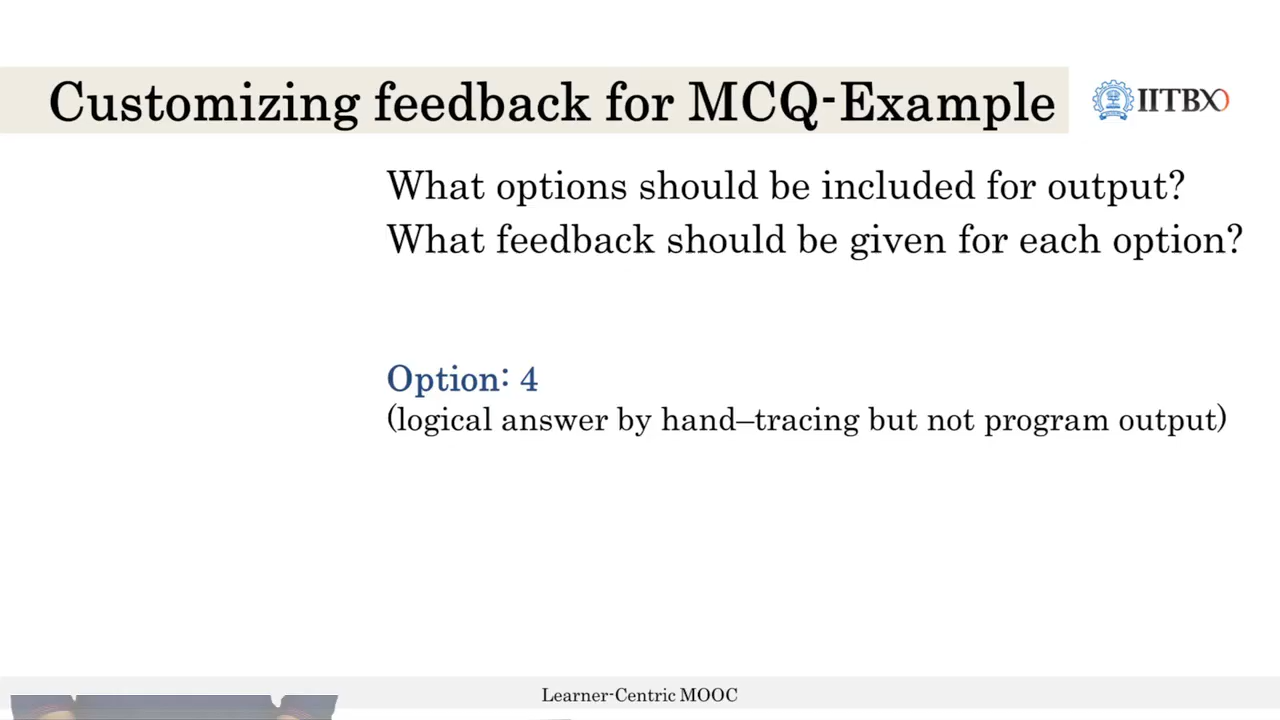 Customizing feedback for MCQ-Example
IITBX
What options should be included for output?
What feedback should be given for each option?
Option: 4
(logical answer by hand–tracing but not program output)
Learner-Centric MOOC